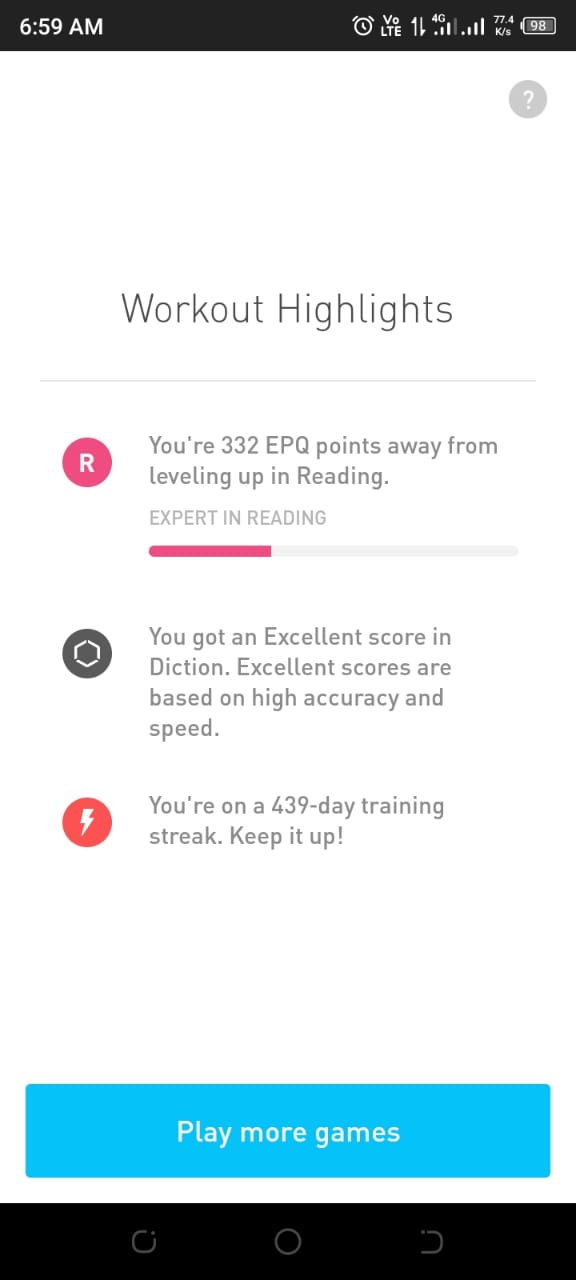 6:59 AM
Vo
LTE
4G
77.4
K/s
98
?
Workout Highlights
R
You're 332 EPQ points away from
leveling up in Reading.
EXPERT IN READING
You got an Excellent score in
Diction. Excellent scores are
based on high accuracy and
speed.
You're on a 439-day training
streak. Keep it up!
Play more games